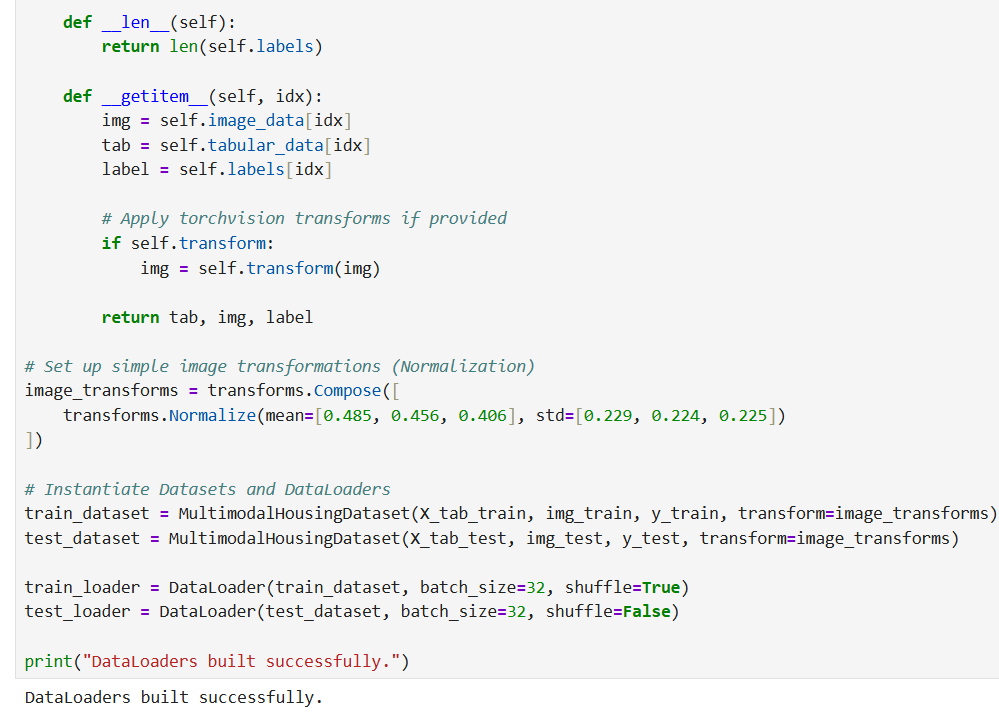 def __len__(self):
        return len(self.labels)

    def __getitem__(self, idx):
        img = self.image_data[idx]
        tab = self.tabular_data[idx]
        label = self.labels[idx]

        # Apply torchvision transforms if provided
        if self.transform:
            img = self.transform(img)

        return tab, img, label

# Set up simple image transformations (Normalization)
image_transforms = transforms.Compose([
    transforms.Normalize(mean=[0.485, 0.456, 0.406], std=[0.229, 0.224, 0.225])
])

# Instantiate Datasets and DataLoaders
train_dataset = MultimodalHousingDataset(X_tab_train, img_train, y_train, transform=image_transforms)
test_dataset = MultimodalHousingDataset(X_tab_test, img_test, y_test, transform=image_transforms)

train_loader = DataLoader(train_dataset, batch_size=32, shuffle=True)
test_loader = DataLoader(test_dataset, batch_size=32, shuffle=False)

print("DataLoaders built successfully.")
DataLoaders built successfully.